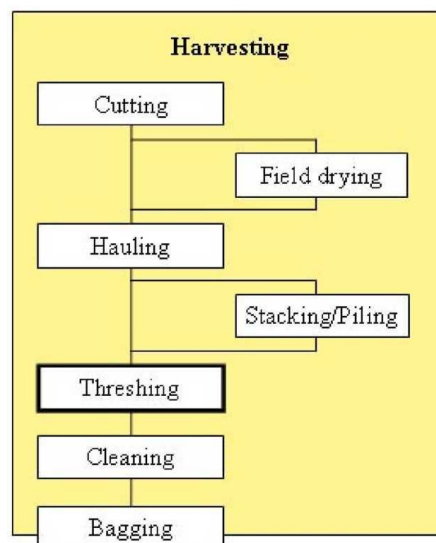 Harvesting
Cutting
Field drying
Hauling
Stacking/Piling
Threshing
Cleaning
Bagging